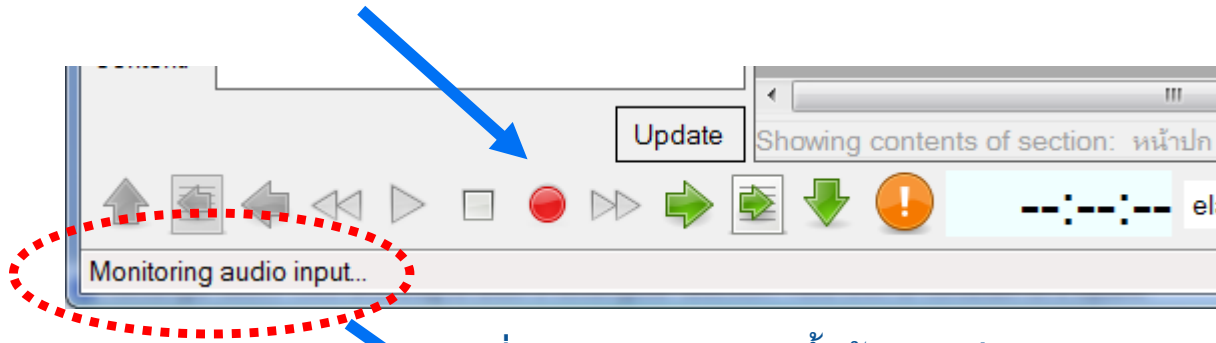 Update
Showing contents of section: หน้าปก
--:--:--
Monitoring audio input...